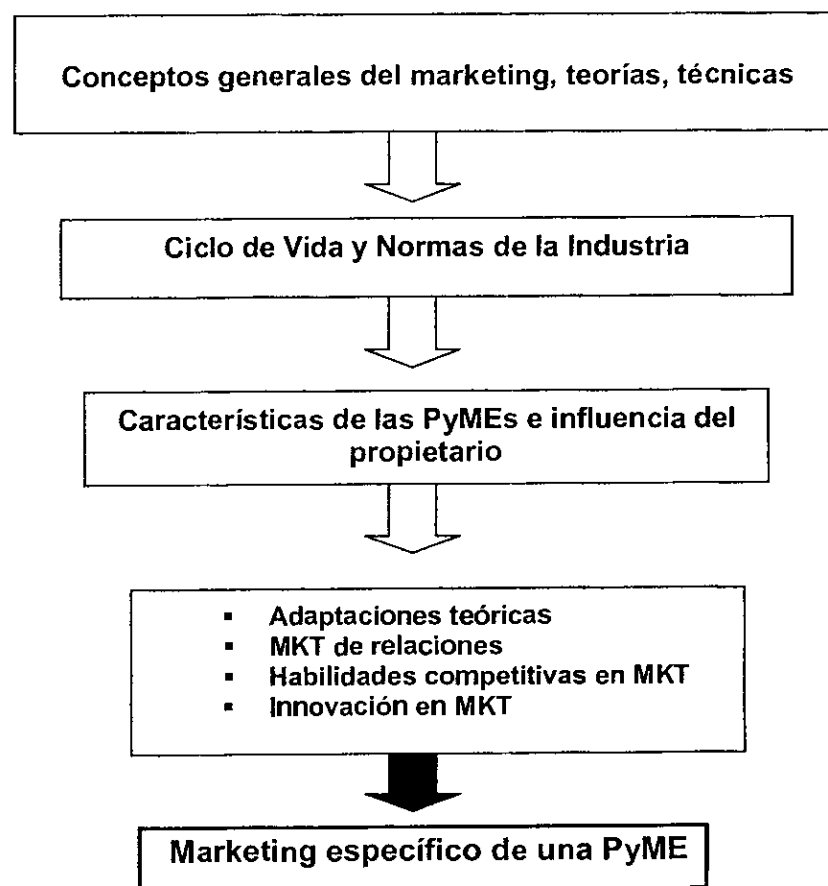 Conceptos generales del marketing, teorías, técnicas
Ciclo de Vida y Normas de la Industria
Características de las PyMEs e influencia del
propietario
▪ Adaptaciones teóricas
▪ MKT de relaciones
▪ Habilidades competitivas en MKT
▪ Innovación en MKT
Marketing específico de una PyME